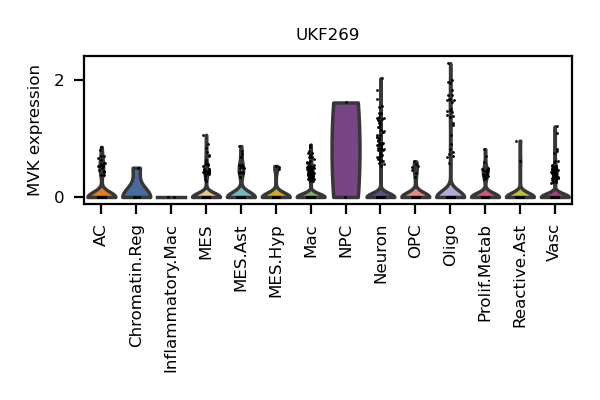 UKF269
MVK expression
2
0
AC
Chromatin.Reg
Inflammatory.Mac
MES
MES.Ast
MES.Hyp
Mac
NPC
Neuron
OPC
Oligo
Prolif.Metab
Reactive.Ast
Vasc